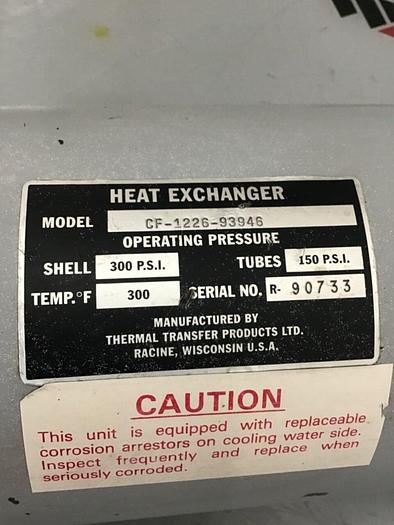 HEAT EXCHANGER
MODEL CF-1226-93946
OPERATING PRESSURE
SHELL 300 P.S.I. TUBES 150 P.S.I.
TEMP.°F 300 SERIAL NO. R- 90733
MANUFACTURED BY
THERMAL TRANSFER PRODUCTS LTD.
RACINE, WISCONSIN U.S.A.
CAUTION
This unit is equipped with replaceable
corrosion arrestors on cooling water side.
Inspect frequently and replace when
seriously corroded.